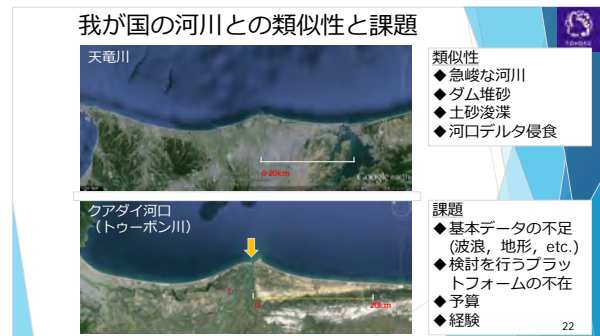 我が国の河川との類似性と課題
天竜川
0 20km
Google earth
類似性
◆急峻な河川
◆ダム堆砂
◆土砂浚渫
◆河口デルタ侵食
クアダイ河口
(トゥーボン川)
20km
課題
◆基本データの不足
(波浪，地形，etc.)
◆検討を行うプラッ
トフォームの不在
◆予算
◆経験
22